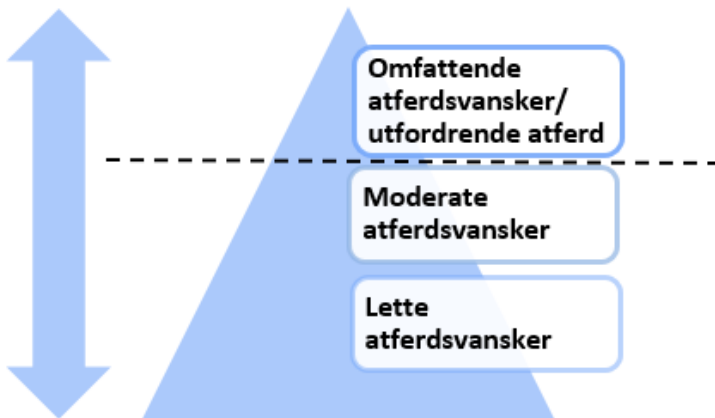 Omfattende
atferdsvansker/
utfordrende atferd
Moderate
atferdsvansker
Lette
atferdsvansker